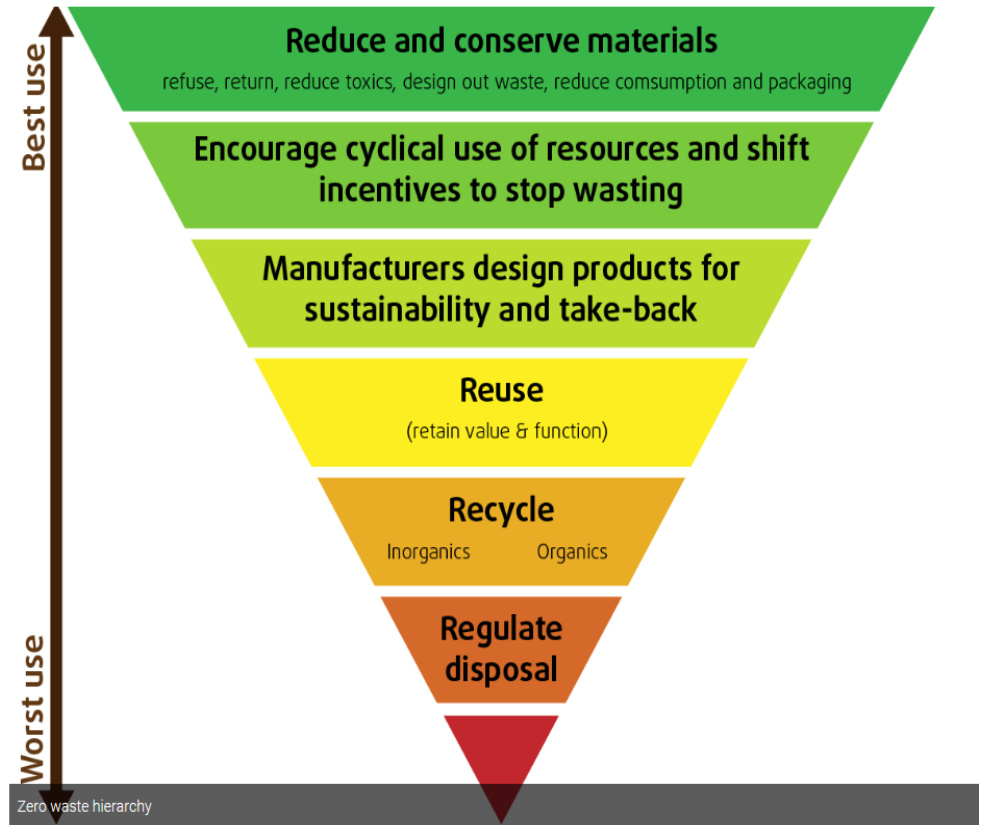 Best use
Reduce and conserve materials
refuse, return, reduce toxics, design out waste, reduce comsumption and packaging
Encourage cyclical use of resources and shift
incentives to stop wasting
Manufacturers design products for
sustainability and take-back
Reuse
(retain value & function)
Recycle
Inorganics Organics
Regulate
disposal
Worst use
Zero waste hierarchy